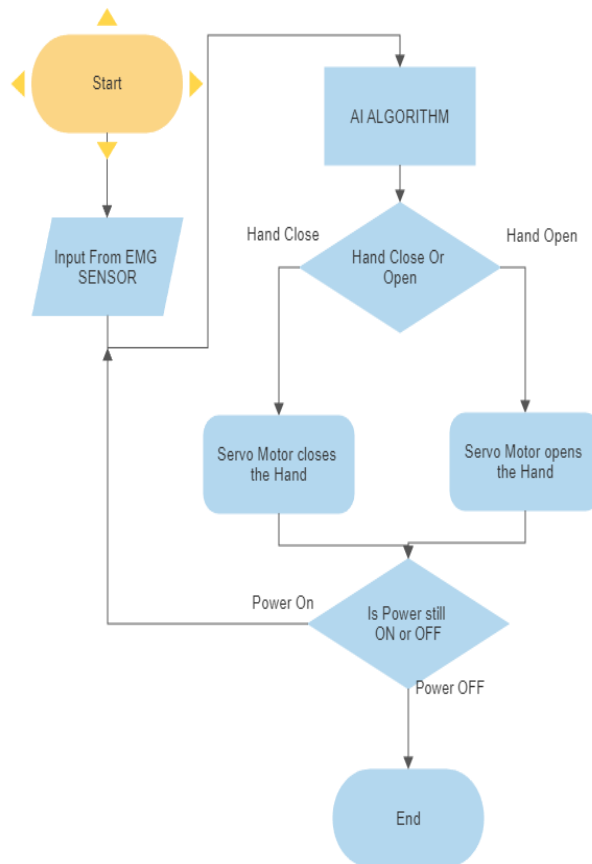 Start
Input From EMG
SENSOR
AI ALGORITHM
Hand Close
Hand Close Or
Open
Hand Open
Servo Motor closes
the Hand
Servo Motor opens
the Hand
Power On
Is Power still
ON or OFF
Power OFF
End